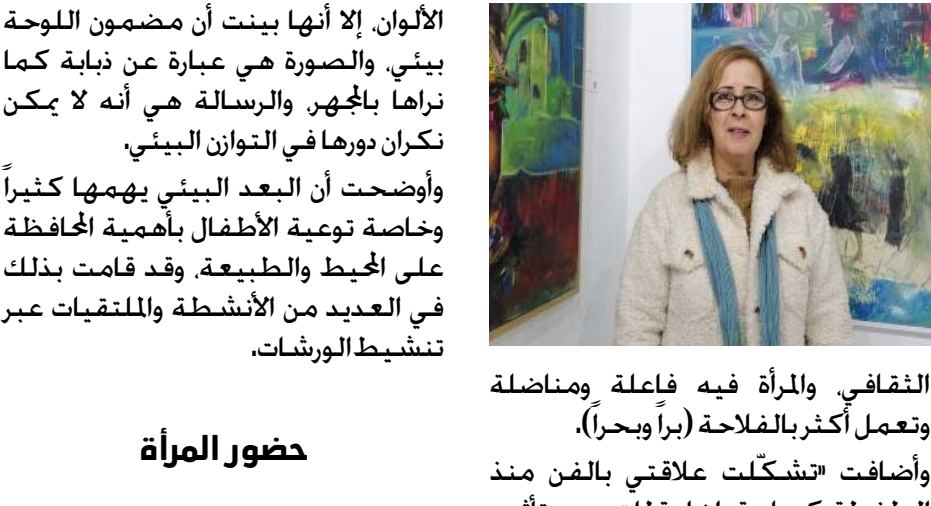 الثقافي، والمرأة فيه فاعلة ومناضلة
وتعمل أكثر بالفلاحة (براً وبحراً).
وأضافت «تشكّلت علاقتي بالفن منذ
الألوان، إلا أنها بينت أن مضمون اللوحة
بيئي، والصورة هي عبارة عن ذبابة كما
نراها بالمجهر، والرسالة هي أنه لا يمكن
نكران دورها في التوازن البيئي.
وأوضحت أن البعد البيئي يهمها كثيراً
وخاصة توعية الأطفال بأهمية المحافظة
على المحيط والطبيعة، وقد قامت بذلك
في العديد من الأنشطة والملتقيات عبر
تنشيط الورشات.
حضور المرأة